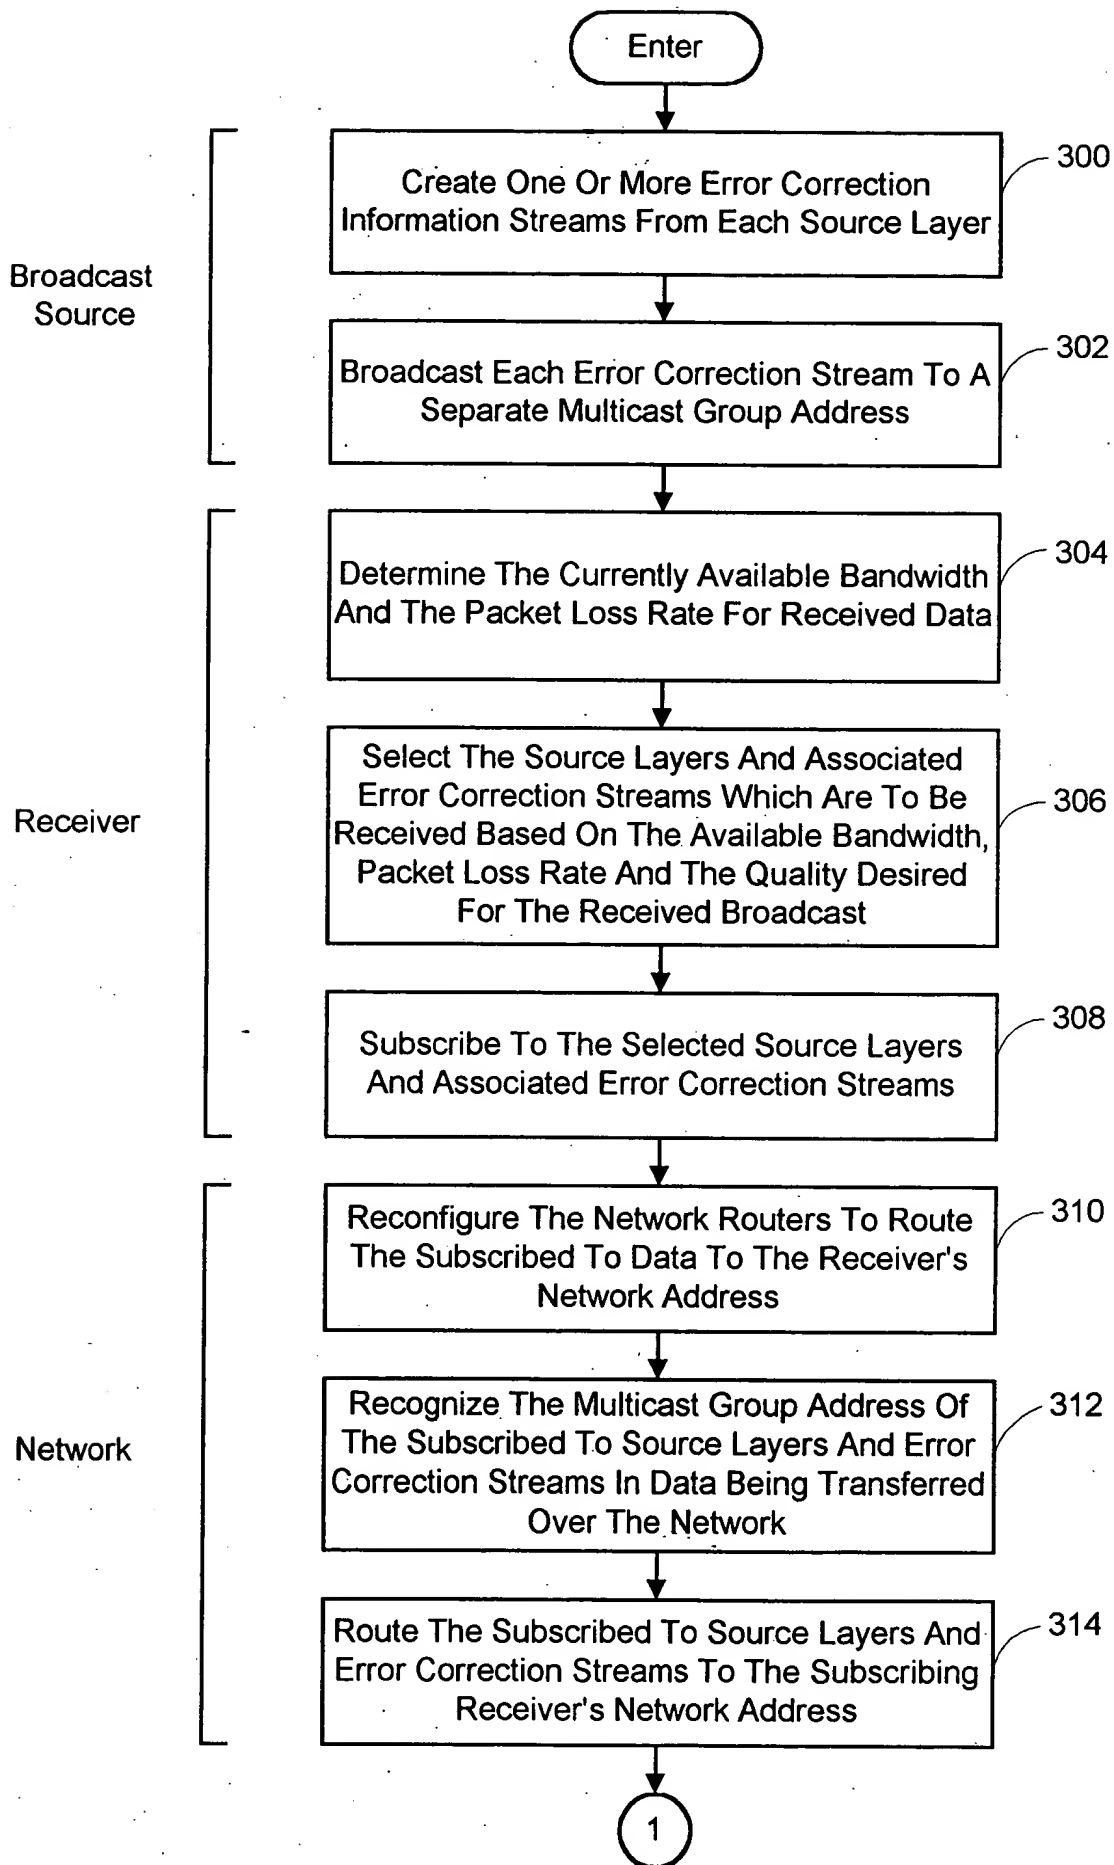 Enter
300
Create One Or More Error Correction
Information Streams From Each Source Layer
Broadcast
Source
302
Broadcast Each Error Correction Stream To A
Separate Multicast Group Address
304
Determine The Currently Available Bandwidth
And The Packet Loss Rate For Received Data
Receiver
306
Select The Source Layers And Associated
Error Correction Streams Which Are To Be
Received Based On The Available Bandwidth,
Packet Loss Rate And The Quality Desired
For The Received Broadcast
308
Subscribe To The Selected Source Layers
And Associated Error Correction Streams
310
Reconfigure The Network Routers To Route
The Subscribed To Data To The Receiver's
Network Address
Network
312
Recognize The Multicast Group Address Of
The Subscribed To Source Layers And Error
Correction Streams In Data Being Transferred
Over The Network
314
Route The Subscribed To Source Layers And
Error Correction Streams To The Subscribing
Receiver's Network Address
1